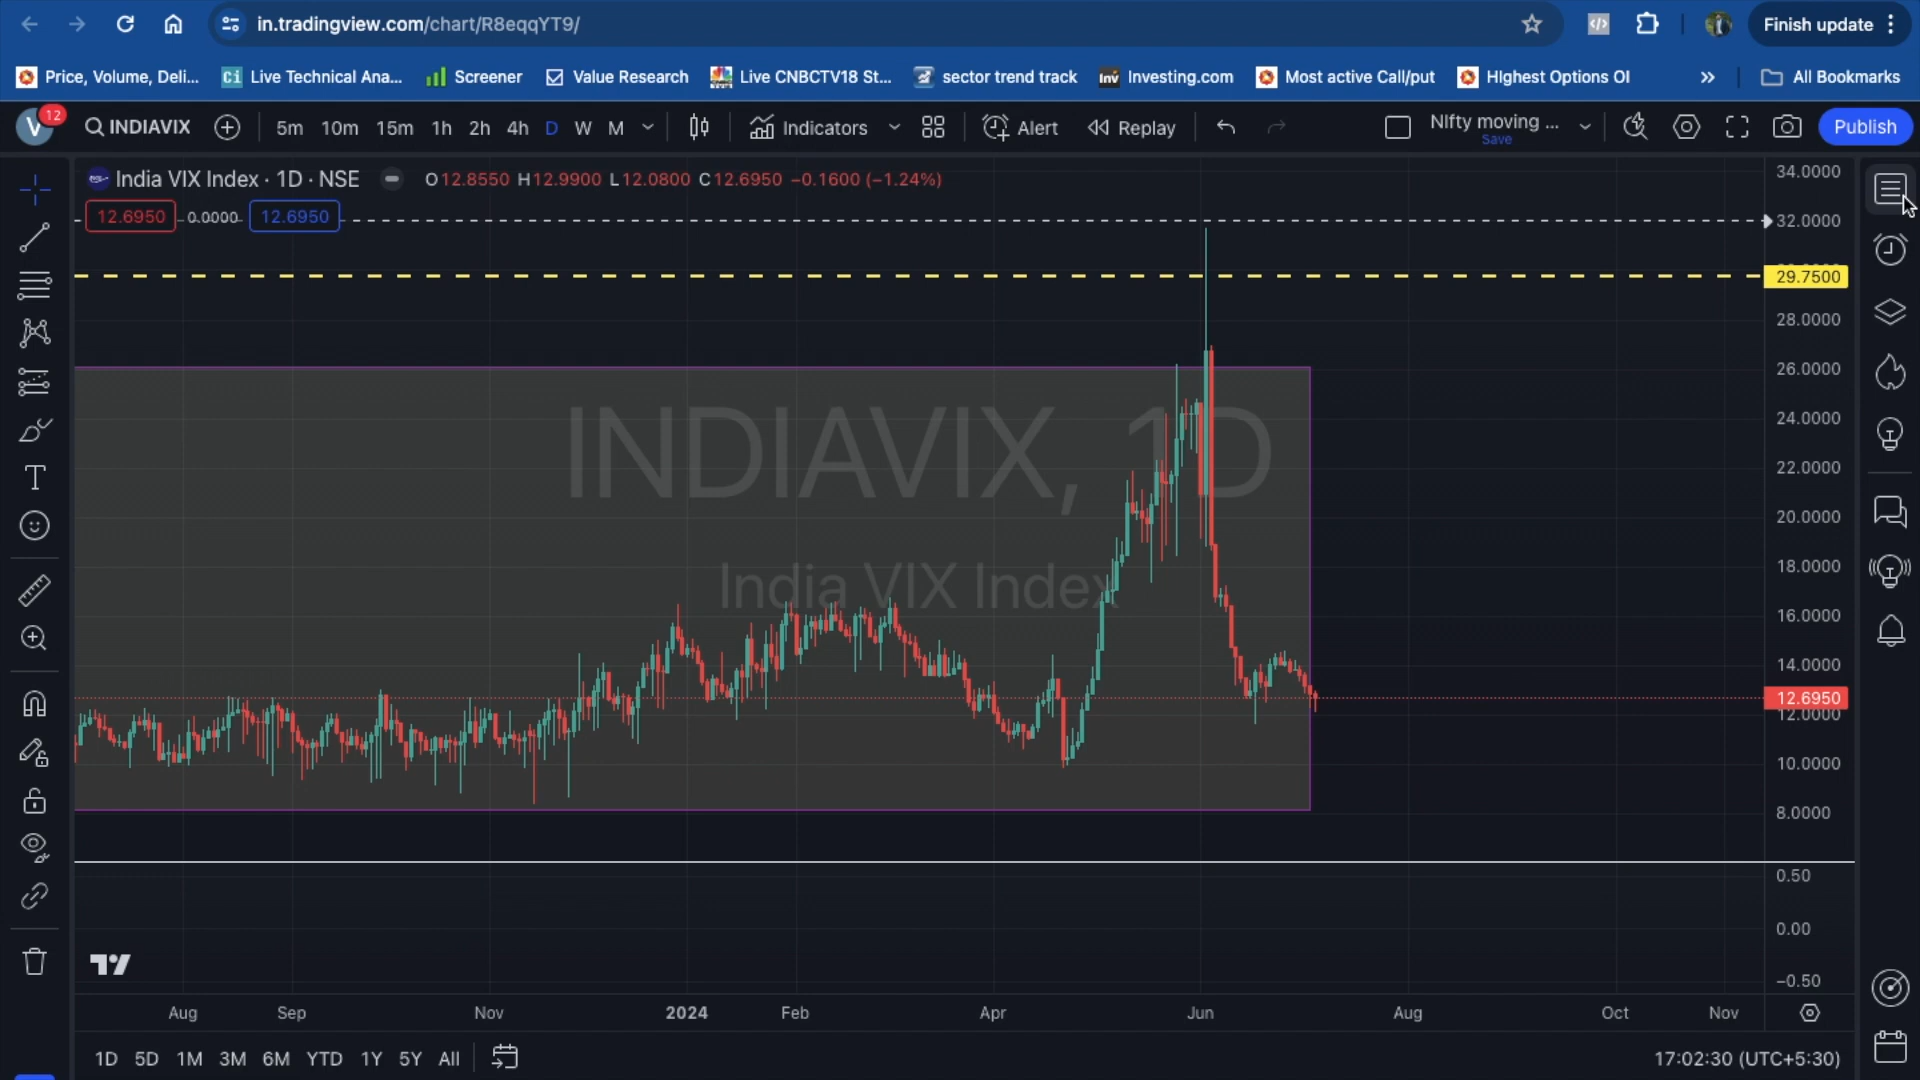 in.tradingview.com/chart/R8eqqYT9/
Finish update
Price, Volume, Deli...
Live Technical Ana...
Screener
Value Research
Live CNBCTV18 St...
sector trend track
Inv Investing.com
Most active Call/put
HIghest Options OI
»
All Bookmarks
V 12
INDIAVIX
5m 10m 15m 1h 2h 4h D W M
Indicators
Alert
Replay
NIfty moving ...
Save
Publish
India VIX Index · 1D · NSE
O12.8550 H12.9900 L12.0800 C12.6950 −0.1600 (−1.24%)
12.6950 0.0000 12.6950
34.0000
32.0000
29.7500
28.0000
26.0000
24.0000
22.0000
20.0000
18.0000
16.0000
14.0000
12.6950
12.0000
10.0000
8.0000
0.50
0.00
−0.50
INDIAVIX, 1D
India VIX Index
Aug Sep Nov 2024 Feb Apr Jun Aug Oct Nov
1D 5D 1M 3M 6M YTD 1Y 5Y All
17:02:30 (UTC+5:30)